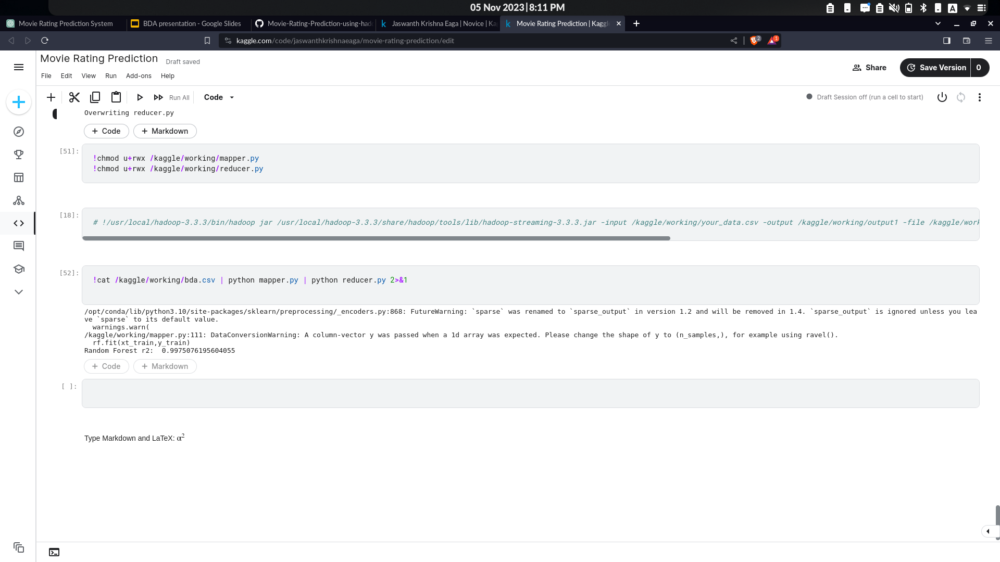 05 Nov 2023|8:11 PM
Movie Rating Prediction System
BDA presentation - Google Slides
Movie-Rating-Prediction-using-had
Jaswanth Krishna Eaga | Novice | Ka
Movie Rating Prediction | Kaggl
kaggle.com/code/jaswanthkrishnaeaga/movie-rating-prediction/edit
2
1
Movie Rating Prediction
Draft saved
File Edit View Run Add-ons Help
Share
Save Version 0
Run All
Code
Draft Session off (run a cell to start)
Overwriting reducer.py
+ Code + Markdown
[51]:
!chmod u+rwx /kaggle/working/mapper.py
!chmod u+rwx /kaggle/working/reducer.py
[18]:
# !/usr/local/hadoop-3.3.3/bin/hadoop jar /usr/local/hadoop-3.3.3/share/hadoop/tools/lib/hadoop-streaming-3.3.3.jar -input /kaggle/working/your_data.csv -output /kaggle/working/output1 -file /kaggle/work
[52]:
!cat /kaggle/working/bda.csv | python mapper.py | python reducer.py 2>&1
/opt/conda/lib/python3.10/site-packages/sklearn/preprocessing/_encoders.py:868: FutureWarning: `sparse` was renamed to `sparse_output` in version 1.2 and will be removed in 1.4. `sparse_output` is ignored unless you lea
ve `sparse` to its default value.
warnings.warn(
/kaggle/working/mapper.py:111: DataConversionWarning: A column-vector y was passed when a 1d array was expected. Please change the shape of y to (n_samples,), for example using ravel().
rf.fit(xt_train,y_train)
Random Forest r2:  0.9975076195604055
+ Code + Markdown
[ ]:
Type Markdown and LaTeX: α²